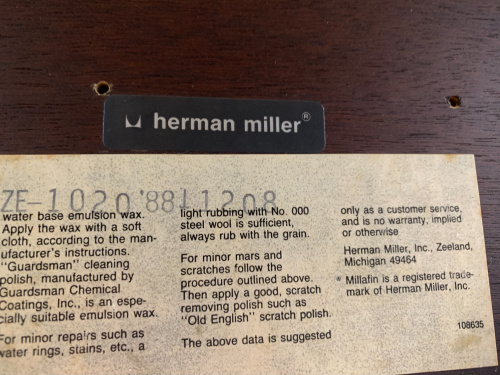 herman miller®
ZE-1020'88 11208
water base emulsion wax.
Apply the wax with a soft
cloth, according to the man-
ufacturer's instructions.
"Guardsman" cleaning
polish, manufactured by
Guardsman Chemical
Coatings, Inc., is an espe-
cially suitable emulsion wax.
For minor repairs such as
water rings, stains, etc., a
light rubbing with No. 000
steel wool is sufficient,
always rub with the grain.
For minor mars and
scratches follow the
procedure outlined above.
Then apply a good, scratch
removing polish such as
"Old English" scratch polish.
The above data is suggested
only as a customer service,
and is no warranty, implied
or otherwise
Herman Miller, Inc., Zeeland,
Michigan 49464
* Millafin is a registered trade-
mark of Herman Miller, Inc.
108635